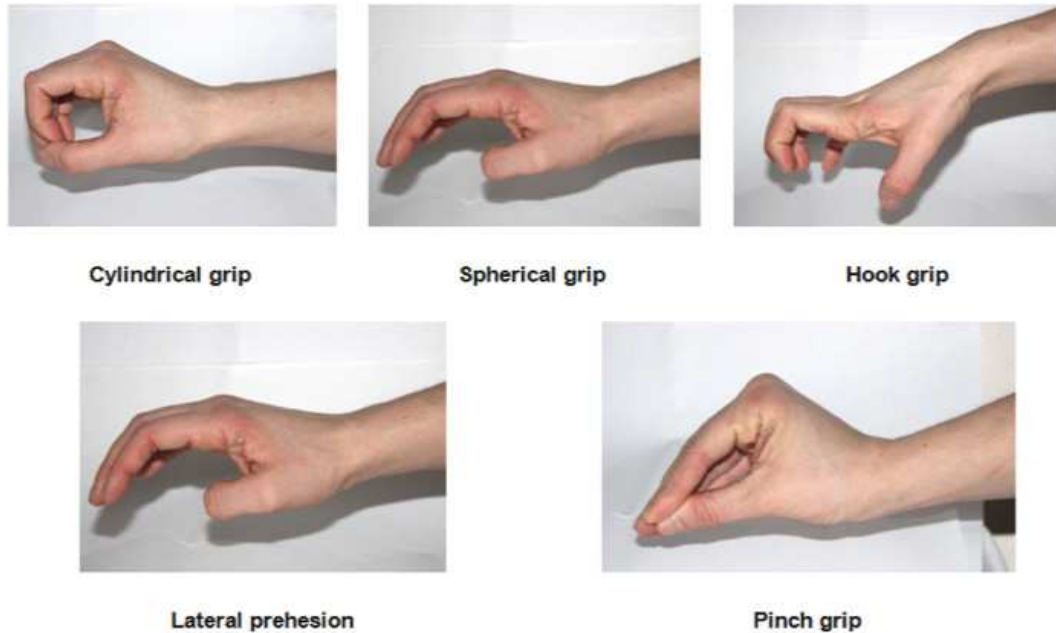 Cylindrical grip
Spherical grip
Hook grip
Lateral prehesion
Pinch grip